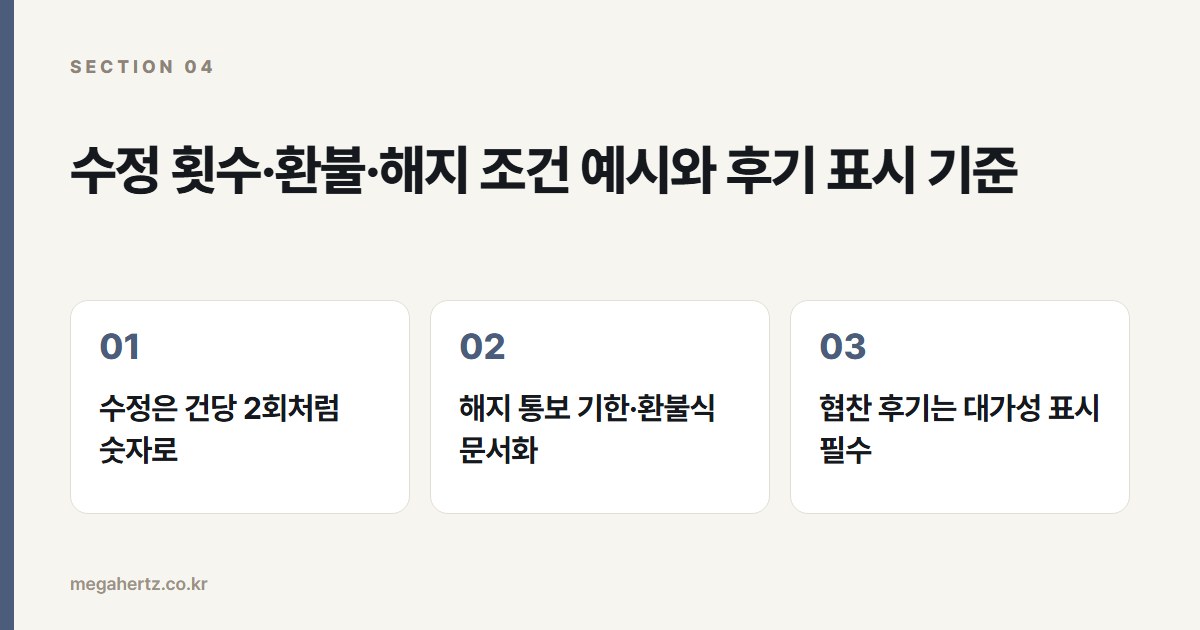 SECTION 04
수정 횟수·환불·해지 조건 예시와 후기 표시 기준
01
수정은 건당 2회처럼
숫자로
02
해지 통보 기한·환불식
문서화
03
협찬 후기는 대가성 표시
필수
megahertz.co.kr